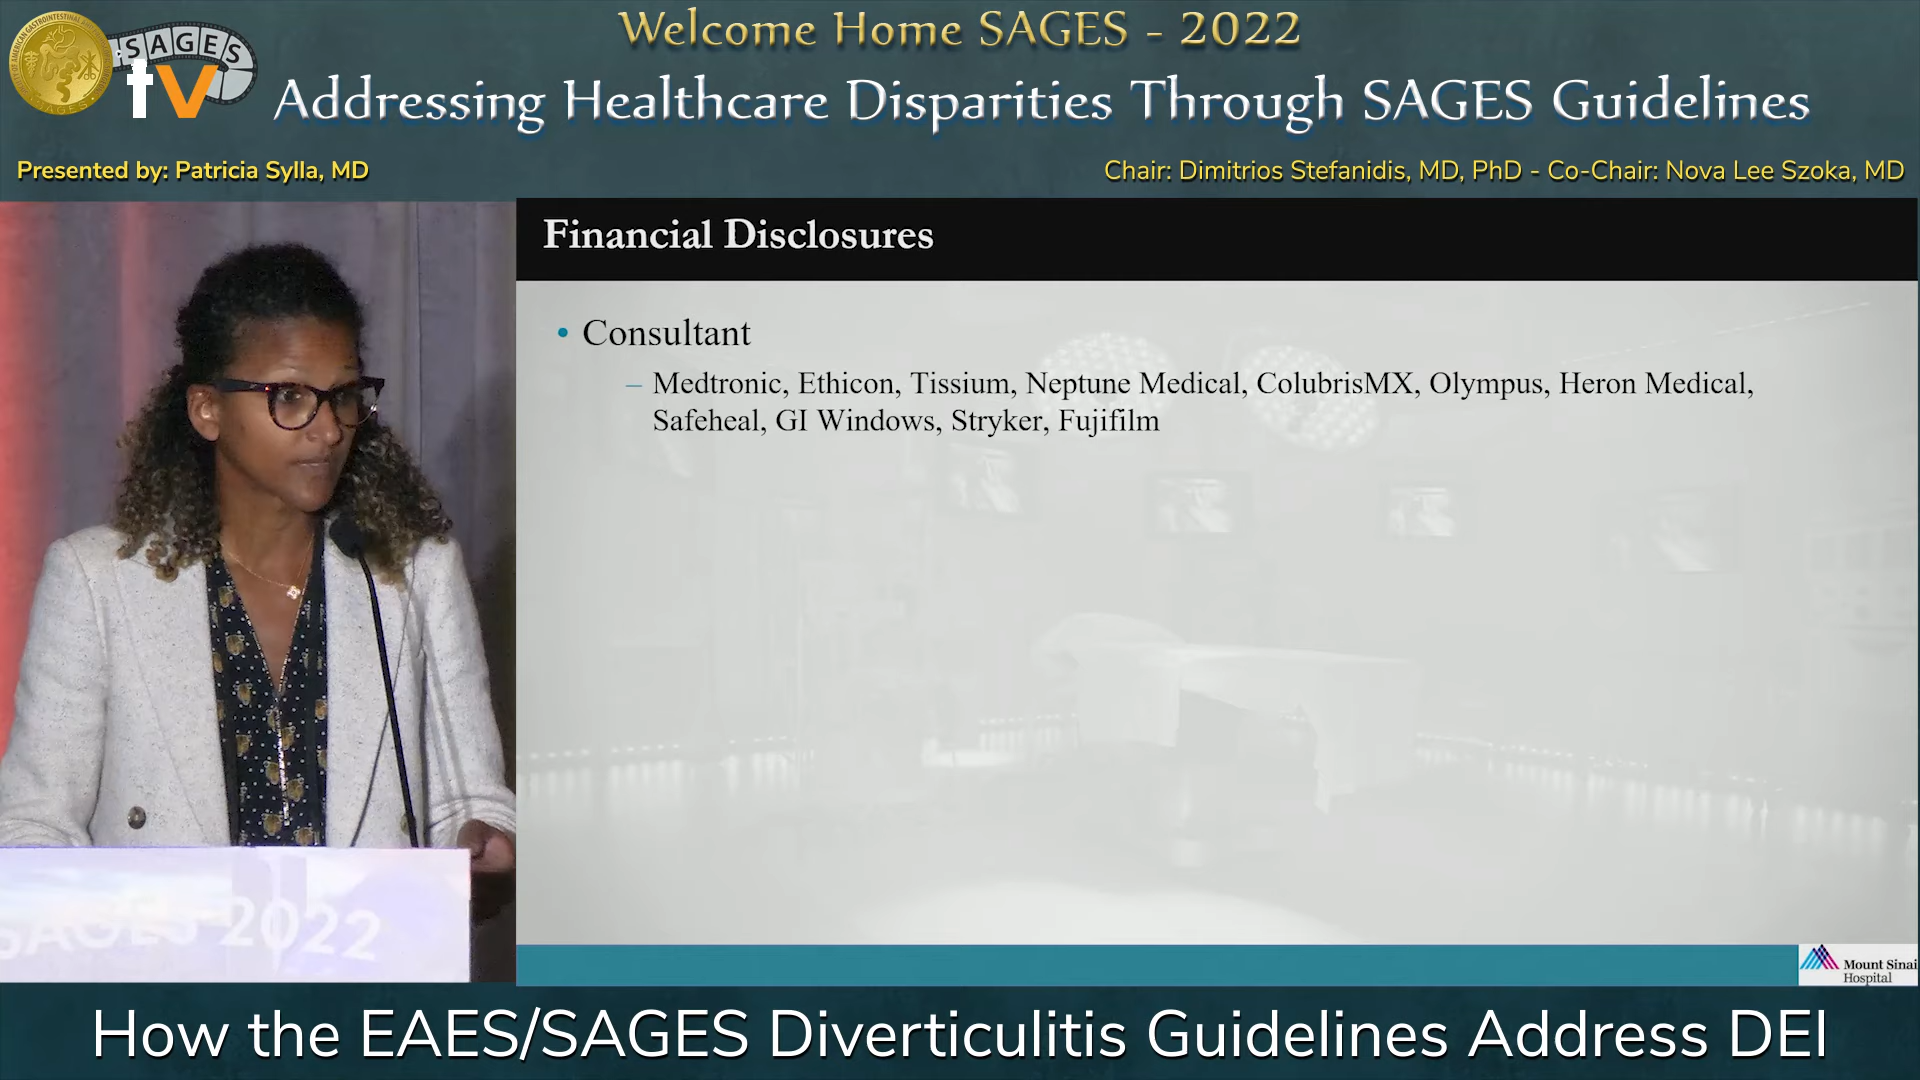 Welcome Home SAGES - 2022
SAGES
tv
SAGES
Addressing Healthcare Disparities Through SAGES Guidelines
Presented by: Patricia Sylla, MD
Chair: Dimitrios Stefanidis, MD, PhD - Co-Chair: Nova Lee Szoka, MD
Financial Disclosures
• Consultant
– Medtronic, Ethicon, Tissium, Neptune Medical, ColubrisMX, Olympus, Heron Medical,
Safeheal, GI Windows, Stryker, Fujifilm
SAGES 2022
Mount Sinai
Hospital
How the EAES/SAGES Diverticulitis Guidelines Address DEI